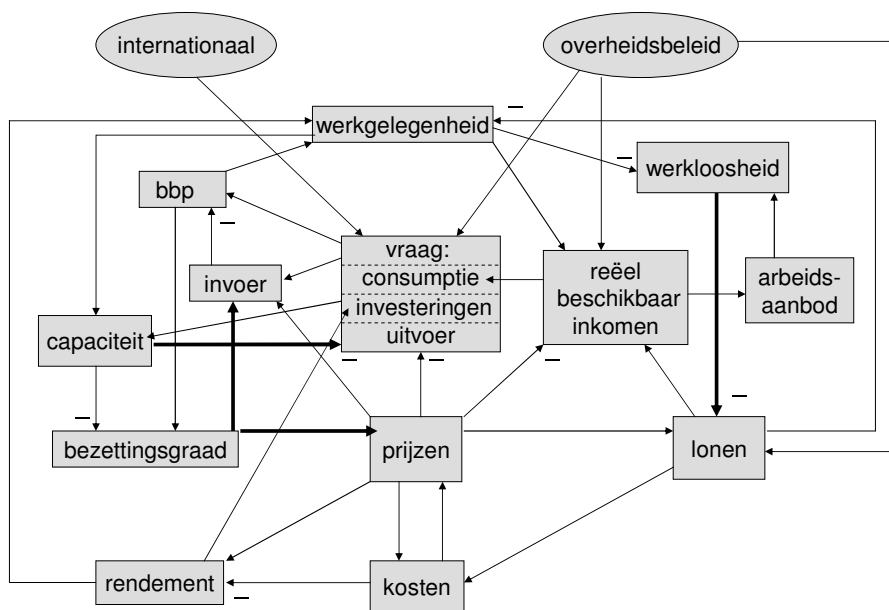 internationaal
overheidsbeleid
–
werkgelegenheid
–
werkloosheid
bbp
–
vraag:
consumptie
investeringen
uitvoer
reëel
beschikbaar
inkomen
arbeids-
aanbod
invoer
capaciteit
–
–
–
–
–
bezettingsgraad
prijzen
lonen
rendement
–
kosten